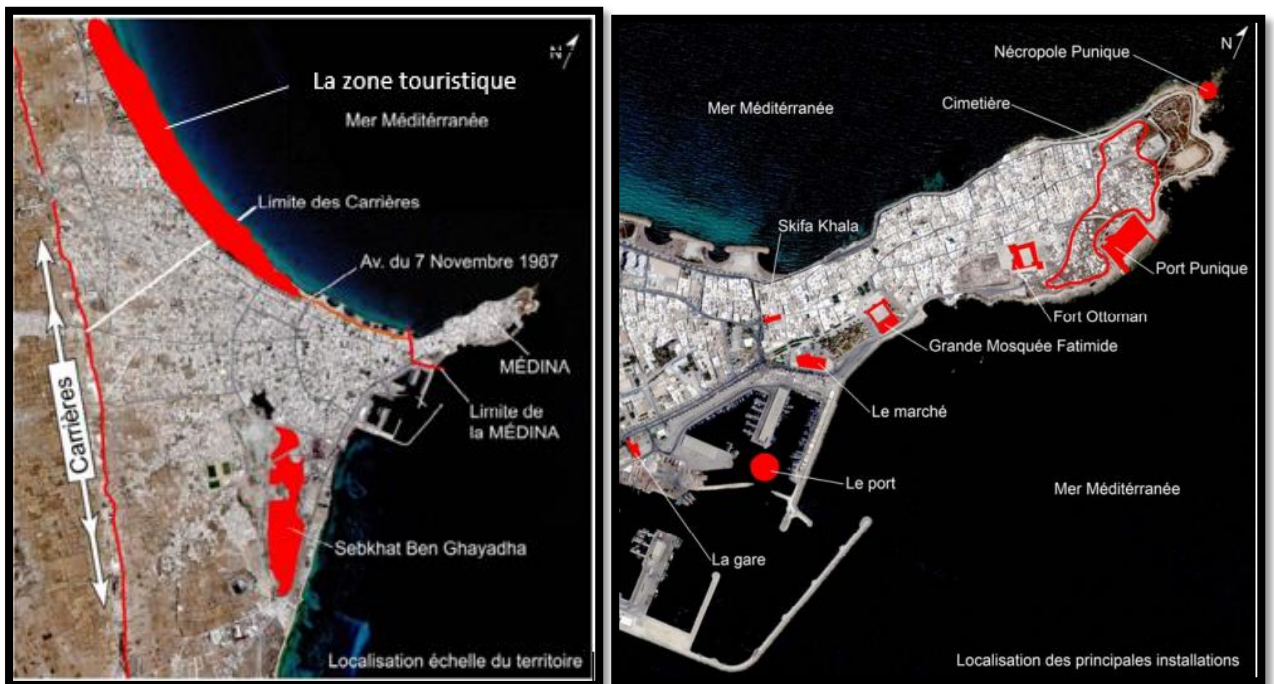 N
La zone touristique
Mer Méditérranée
Limite des Carrières
Av. du 7 Novembre 1987
MÉDINA
Limite de
la MÉDINA
Carrières
Sebkhat Ben Ghayadha
Localisation échelle du territoire
Nécropole Punique
N
Cimetière
Mer Méditérranée
Skifa Khala
Port Punique
Fort Ottoman
Grande Mosquée Fatimide
Le marché
Le port
Mer Méditérranée
La gare
Localisation des principales installations